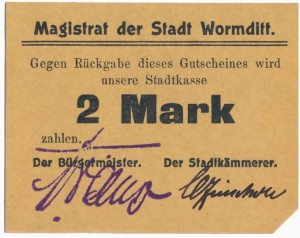 Magistrat der Stadt Wormditt.
Gegen Rückgabe dieses Gutscheines wird
unsere Stadtkasse
2 Mark
zahlen.
Der Bürgermeister. Der Stadtkämmerer.